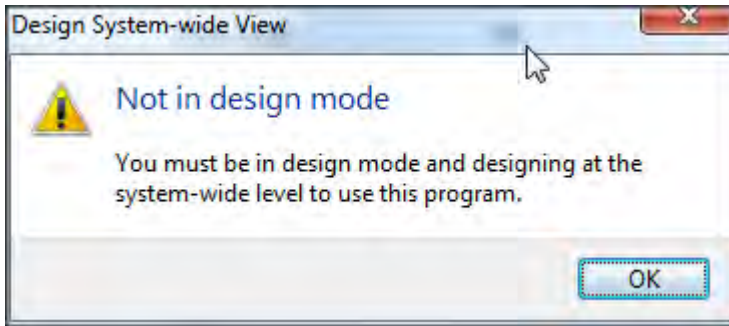 Design System-wide View
Not in design mode
You must be in design mode and designing at the
system-wide level to use this program.
OK